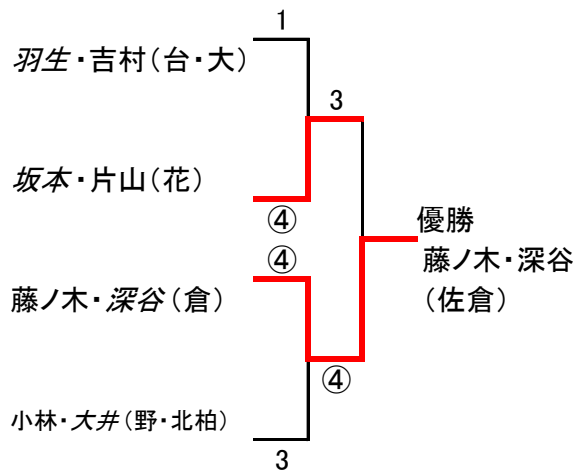 1
羽生・吉村(台・大)
3
坂本・片山(花)
④
④
優勝
藤ノ木・深谷
(佐倉)
藤ノ木・深谷(倉)
④
小林・大井(野・北柏)
3